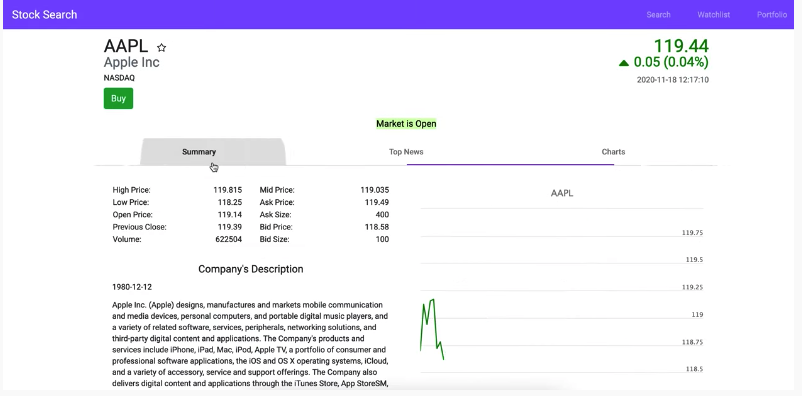 Stock Search
Search Watchlist Portfolio
AAPL
Apple Inc
NASDAQ
Buy
119.44
0.05 (0.04%)
2020-11-18 12:17:10
Market is Open
Summary Top News Charts
High Price: 119.815 Mid Price: 119.035
Low Price: 118.25 Ask Price: 119.49
Open Price: 119.14 Ask Size: 400
Previous Close: 119.39 Bid Price: 118.58
Volume: 622504 Bid Size: 100
Company's Description
1980-12-12
Apple Inc. (Apple) designs, manufactures and markets mobile communication
and media devices, personal computers, and portable digital music players, and
a variety of related software, services, peripherals, networking solutions, and
third-party digital content and applications. The Company's products and
services include iPhone, iPad, Mac, iPod, Apple TV, a portfolio of consumer and
professional software applications, the iOS and OS X operating systems, iCloud,
and a variety of accessory, service and support offerings. The Company also
delivers digital content and applications through the iTunes Store, App StoreSM,
AAPL
119.75
119.5
119.25
119
118.75
118.5